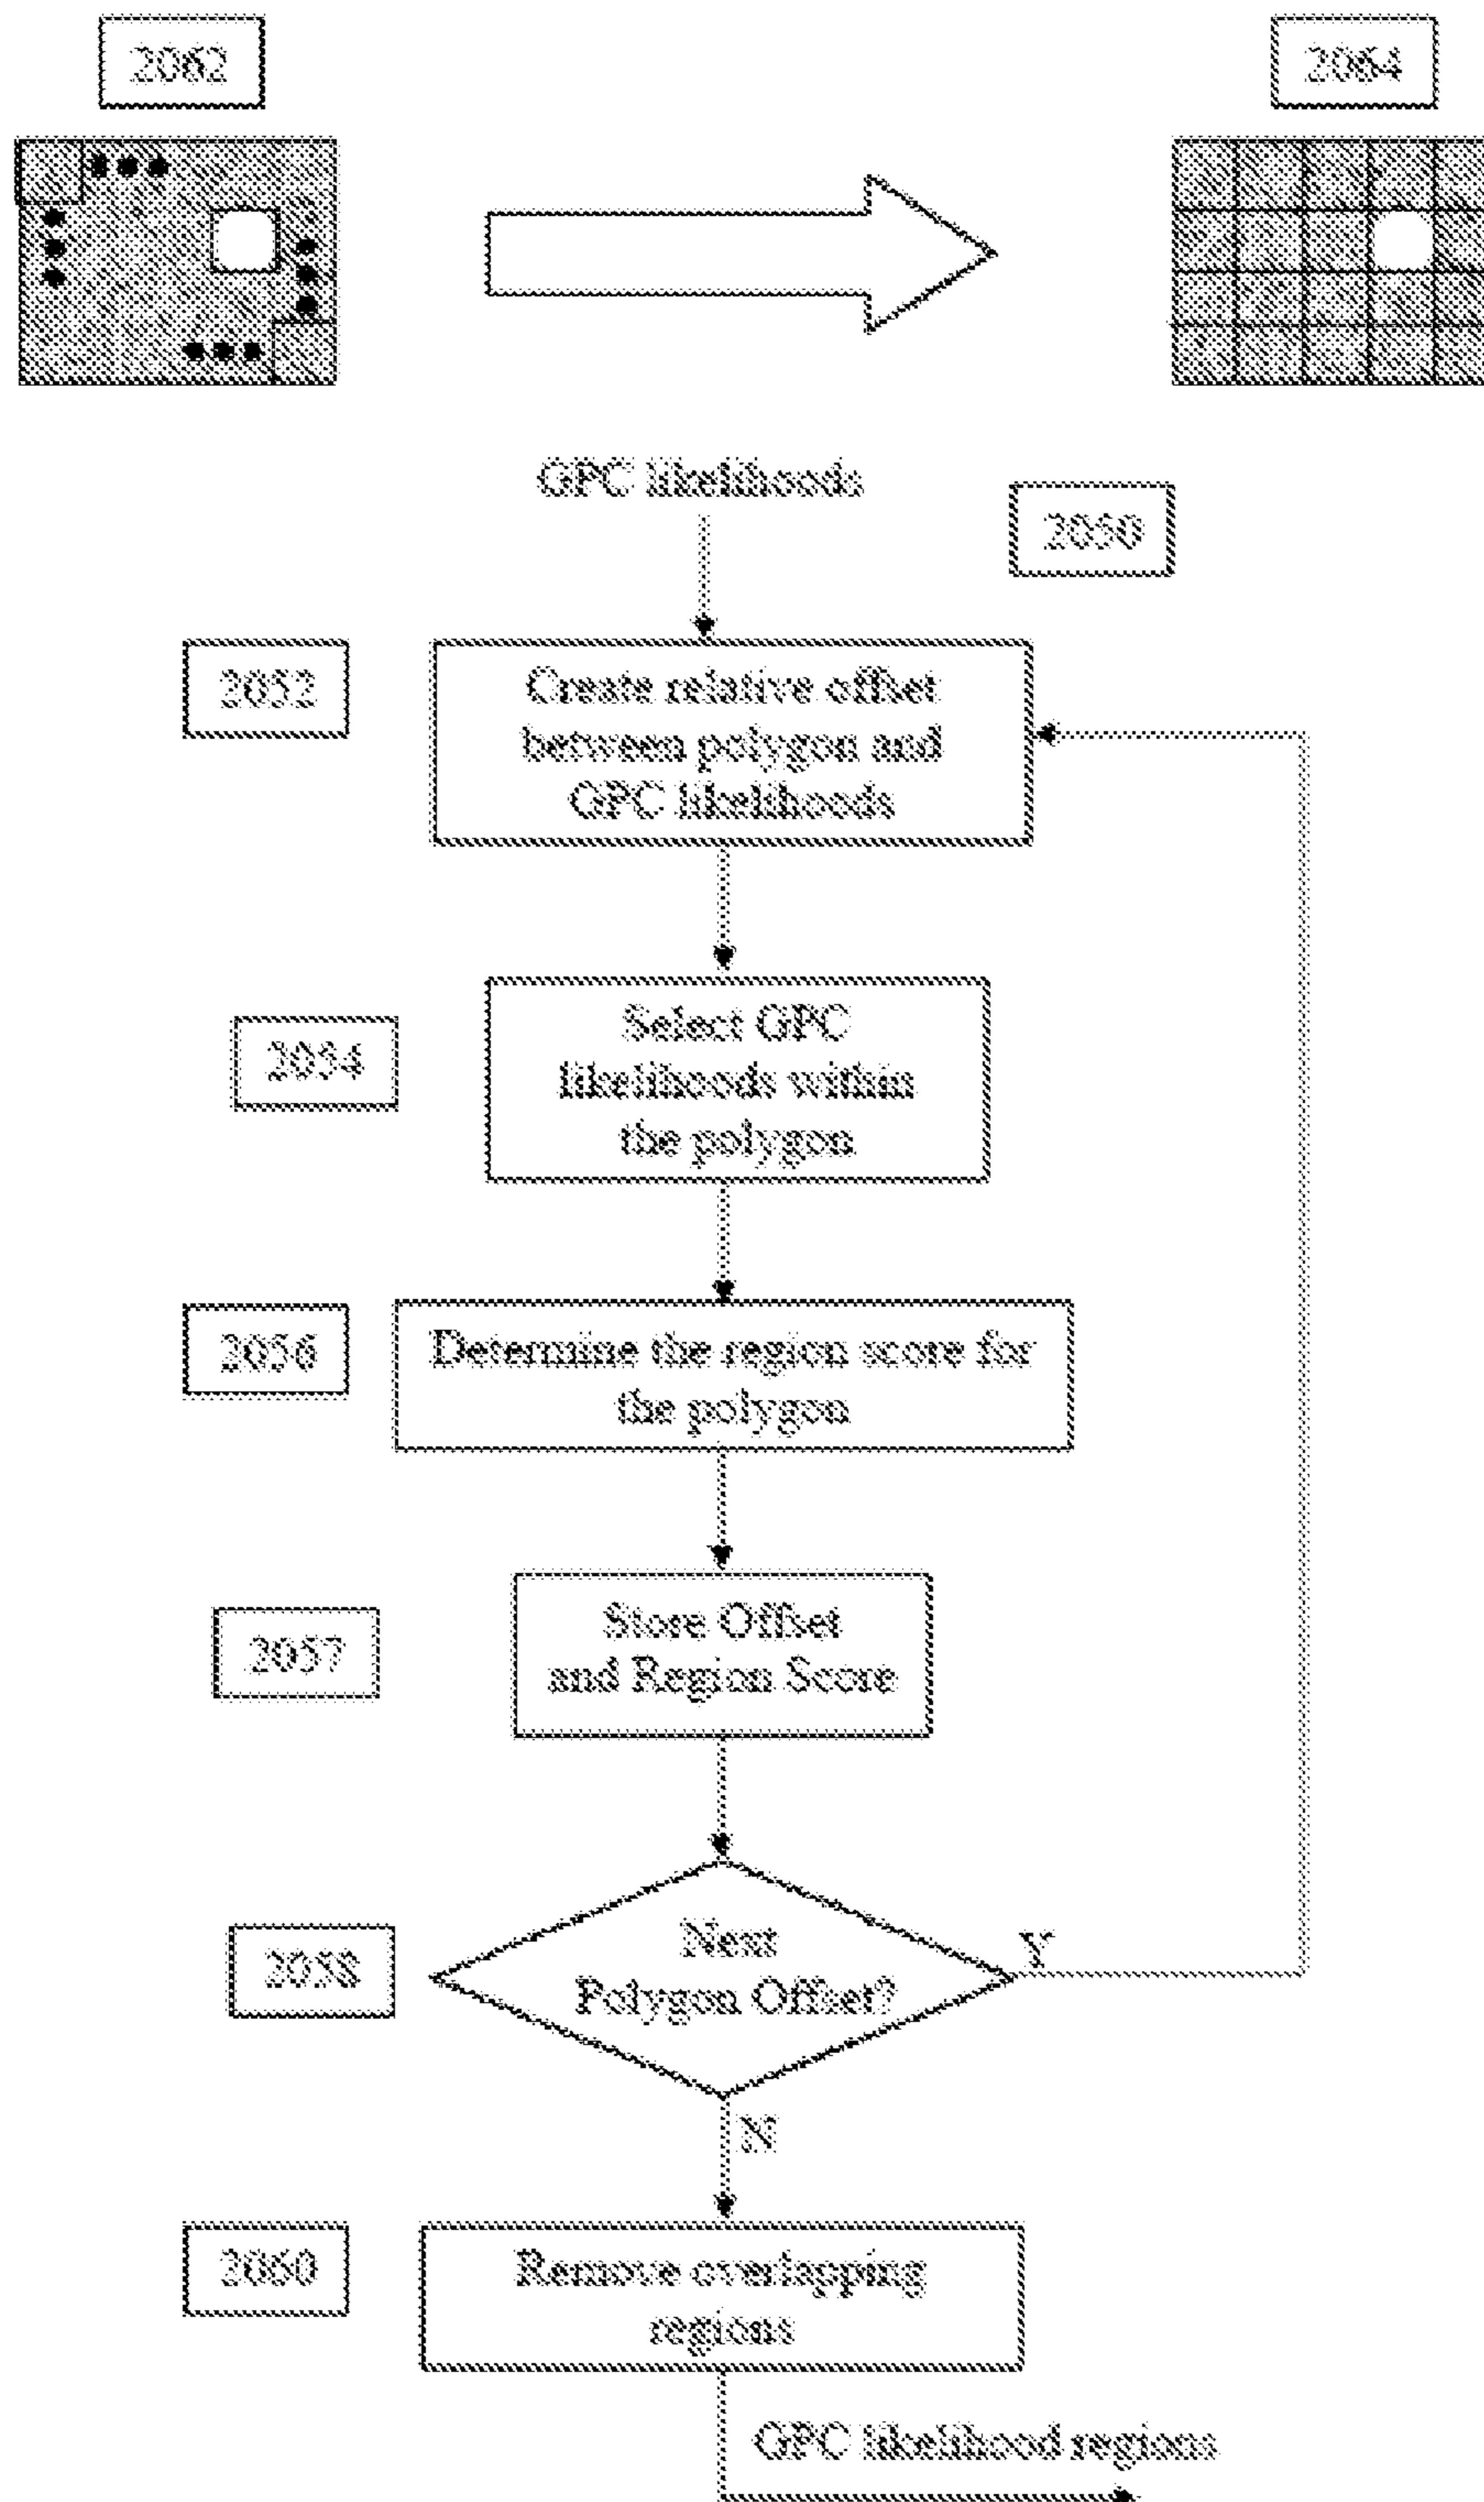 2062
2064
GPC likelihoods
2050
2052
Create relative offset
between polygon and
GPC likelihoods
2054
Select GPC
likelihoods within
the polygon
2056
Determine the region score for
the polygon
2057
Store Offset
and Region Score
2058
Next
Polygon Offset?
Y
N
2060
Remove overlapping
regions
GPC likelihood regions